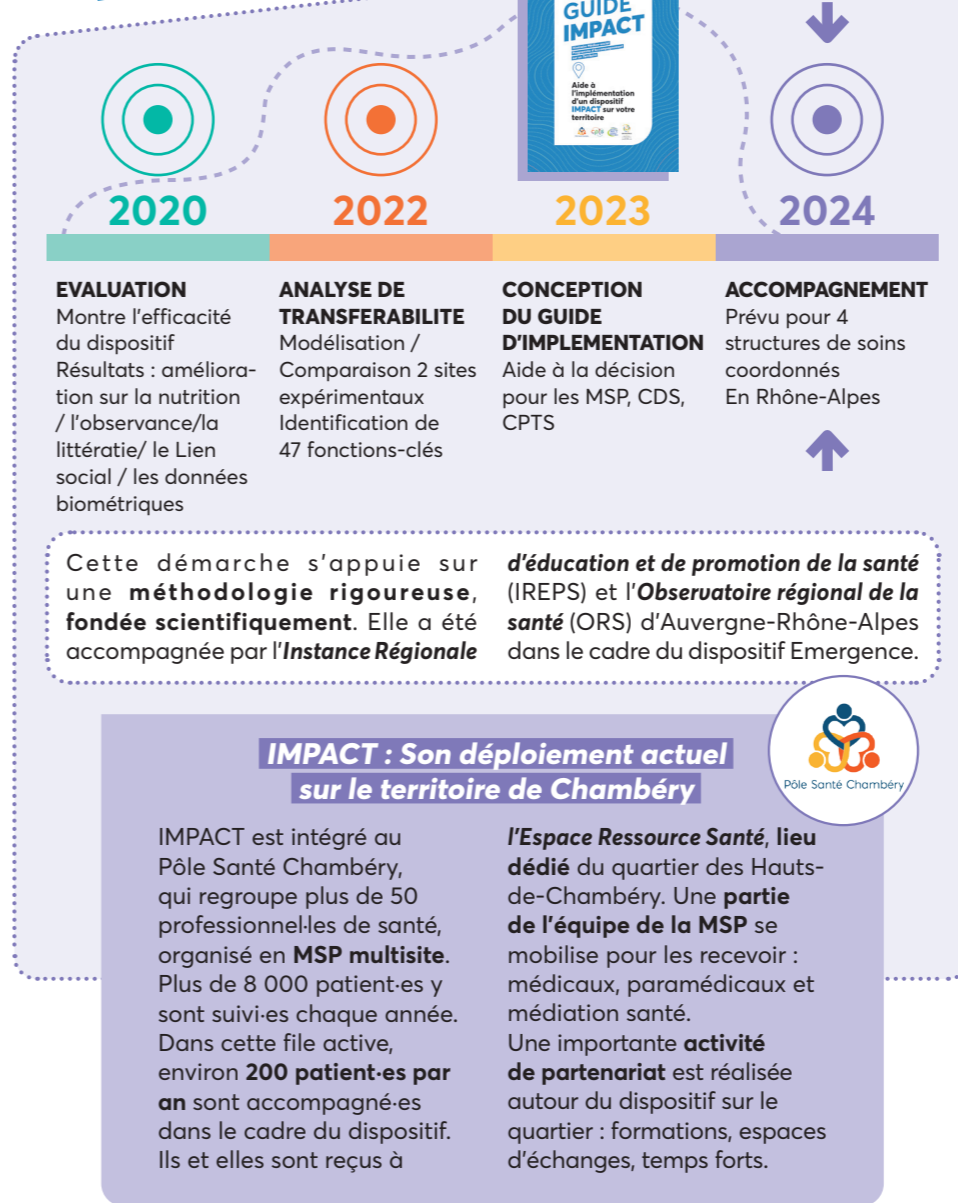 GUIDE
IMPACT
Aide à
l'implémentation
d'un dispositif
IMPACT sur votre
territoire
2020
2022
2023
2024
EVALUATION
Montre l'efficacité
du dispositif
Résultats : améliora-
tion sur la nutrition
/ l'observance/la
littératie/ le Lien
social / les données
biométriques
ANALYSE DE
TRANSFERABILITE
Modélisation /
Comparaison 2 sites
expérimentaux
Identification de
47 fonctions-clés
CONCEPTION
DU GUIDE
D'IMPLEMENTATION
Aide à la décision
pour les MSP, CDS,
CPTS
ACCOMPAGNEMENT
Prévu pour 4
structures de soins
coordonnés
En Rhône-Alpes
Cette démarche s'appuie sur
une méthodologie rigoureuse,
fondée scientifiquement. Elle a été
accompagnée par l'Instance Régionale
d'éducation et de promotion de la santé
(IREPS) et l'Observatoire régional de la
santé (ORS) d'Auvergne-Rhône-Alpes
dans le cadre du dispositif Emergence.
IMPACT : Son déploiement actuel
sur le territoire de Chambéry
Pôle Santé Chambéry
IMPACT est intégré au
Pôle Santé Chambéry,
qui regroupe plus de 50
professionnel·les de santé,
organisé en MSP multisite.
Plus de 8 000 patient·es y
sont suivi·es chaque année.
Dans cette file active,
environ 200 patient·es par
an sont accompagné·es
dans le cadre du dispositif.
Ils et elles sont reçus à
l'Espace Ressource Santé, lieu
dédié du quartier des Hauts-
de-Chambéry. Une partie
de l'équipe de la MSP se
mobilise pour les recevoir :
médicaux, paramédicaux et
médiation santé.
Une importante activité
de partenariat est réalisée
autour du dispositif sur le
quartier : formations, espaces
d'échanges, temps forts.